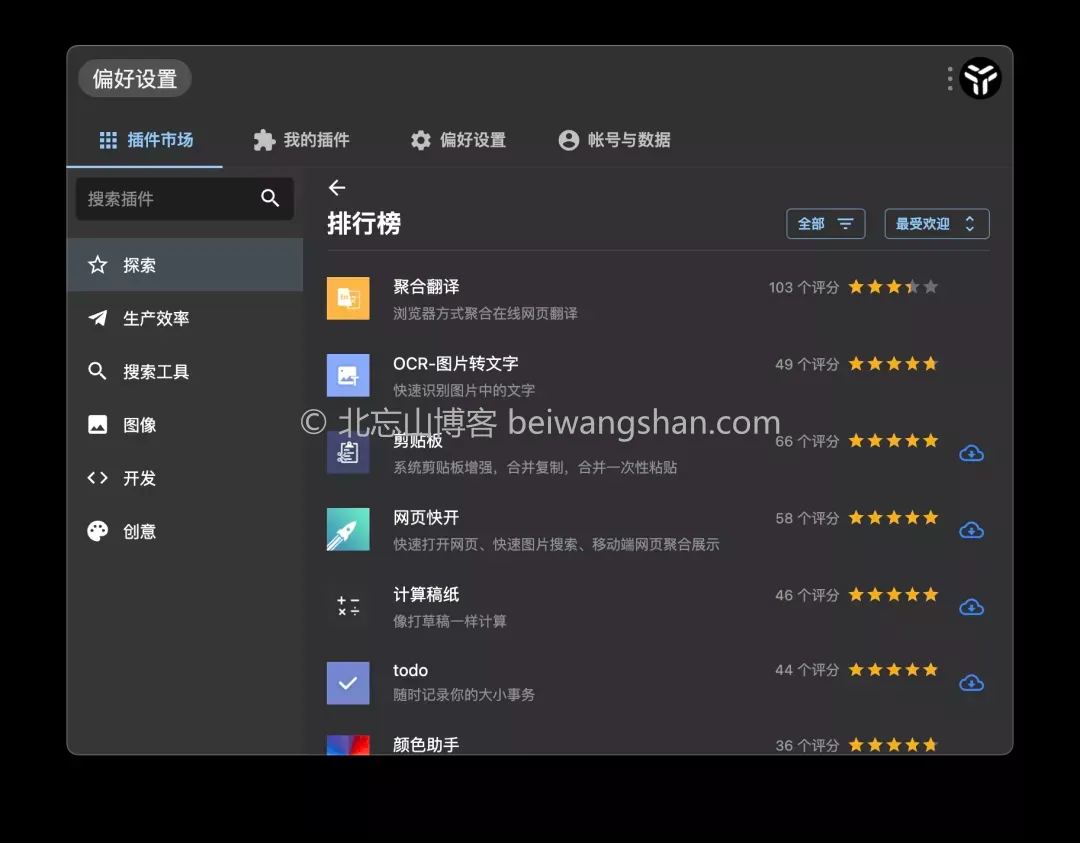 偏好设置
插件市场
我的插件
偏好设置
帐号与数据
搜索插件
探索
生产效率
搜索工具
图像
开发
创意
排行榜
全部
最受欢迎
聚合翻译
103 个评分
浏览器方式聚合在线网页翻译
OCR-图片转文字
49 个评分
快速识别图片中的文字
© 北忘山博客 beiwangshan.com
剪贴板
66 个评分
系统剪贴板增强，合并复制，合并一次性粘贴
网页快开
58 个评分
快速打开网页、快速图片搜索、移动端网页聚合展示
计算稿纸
46 个评分
像打草稿一样计算
todo
44 个评分
随时记录你的大小事务
颜色助手
36 个评分